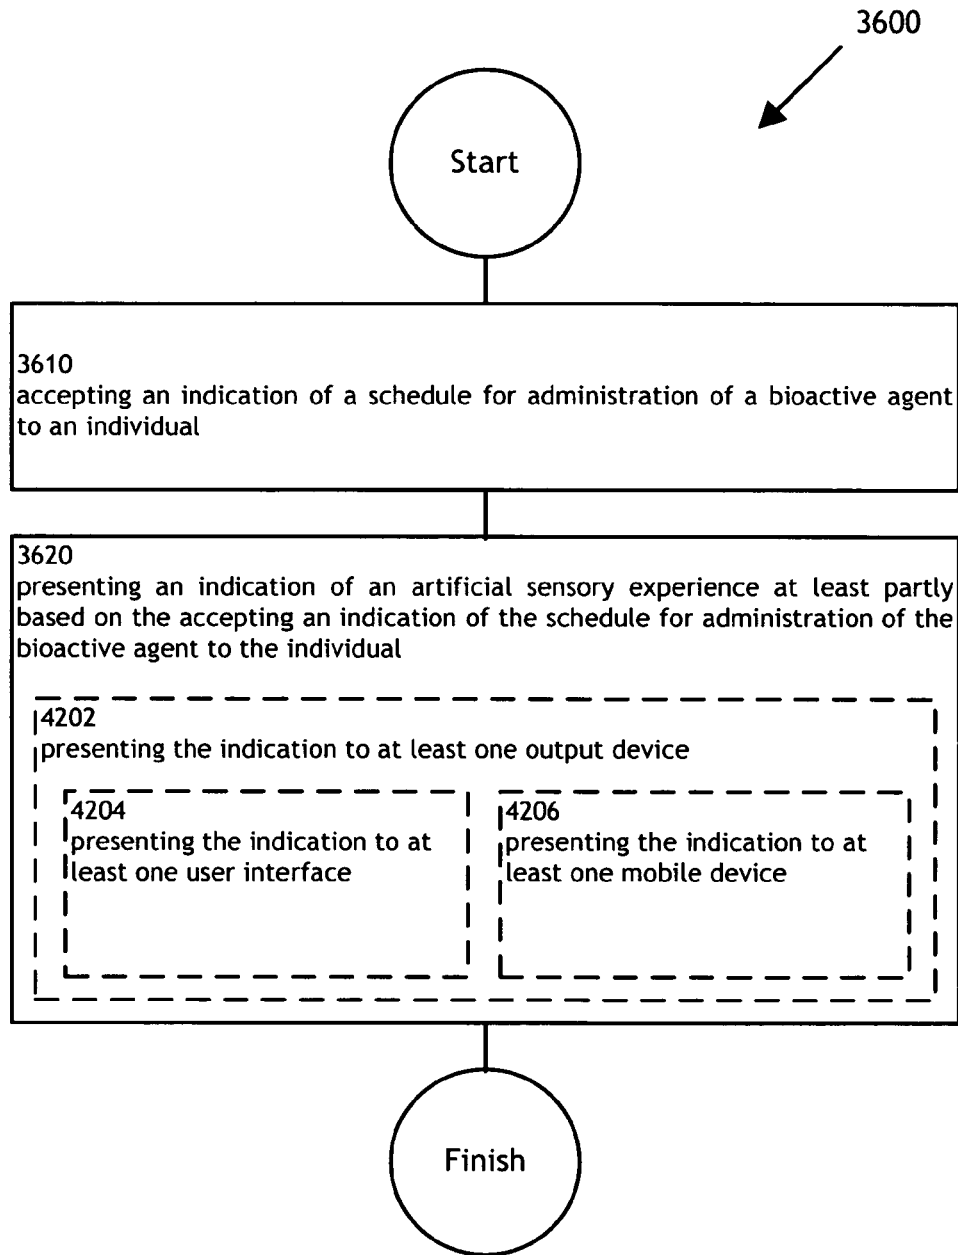 3600
Start
3610
accepting an indication of a schedule for administration of a bioactive agent
to an individual
3620
presenting an indication of an artificial sensory experience at least partly
based on the accepting an indication of the schedule for administration of the
bioactive agent to the individual
4202
presenting the indication to at least one output device
4204
presenting the indication to at
least one user interface
4206
presenting the indication to at
least one mobile device
Finish